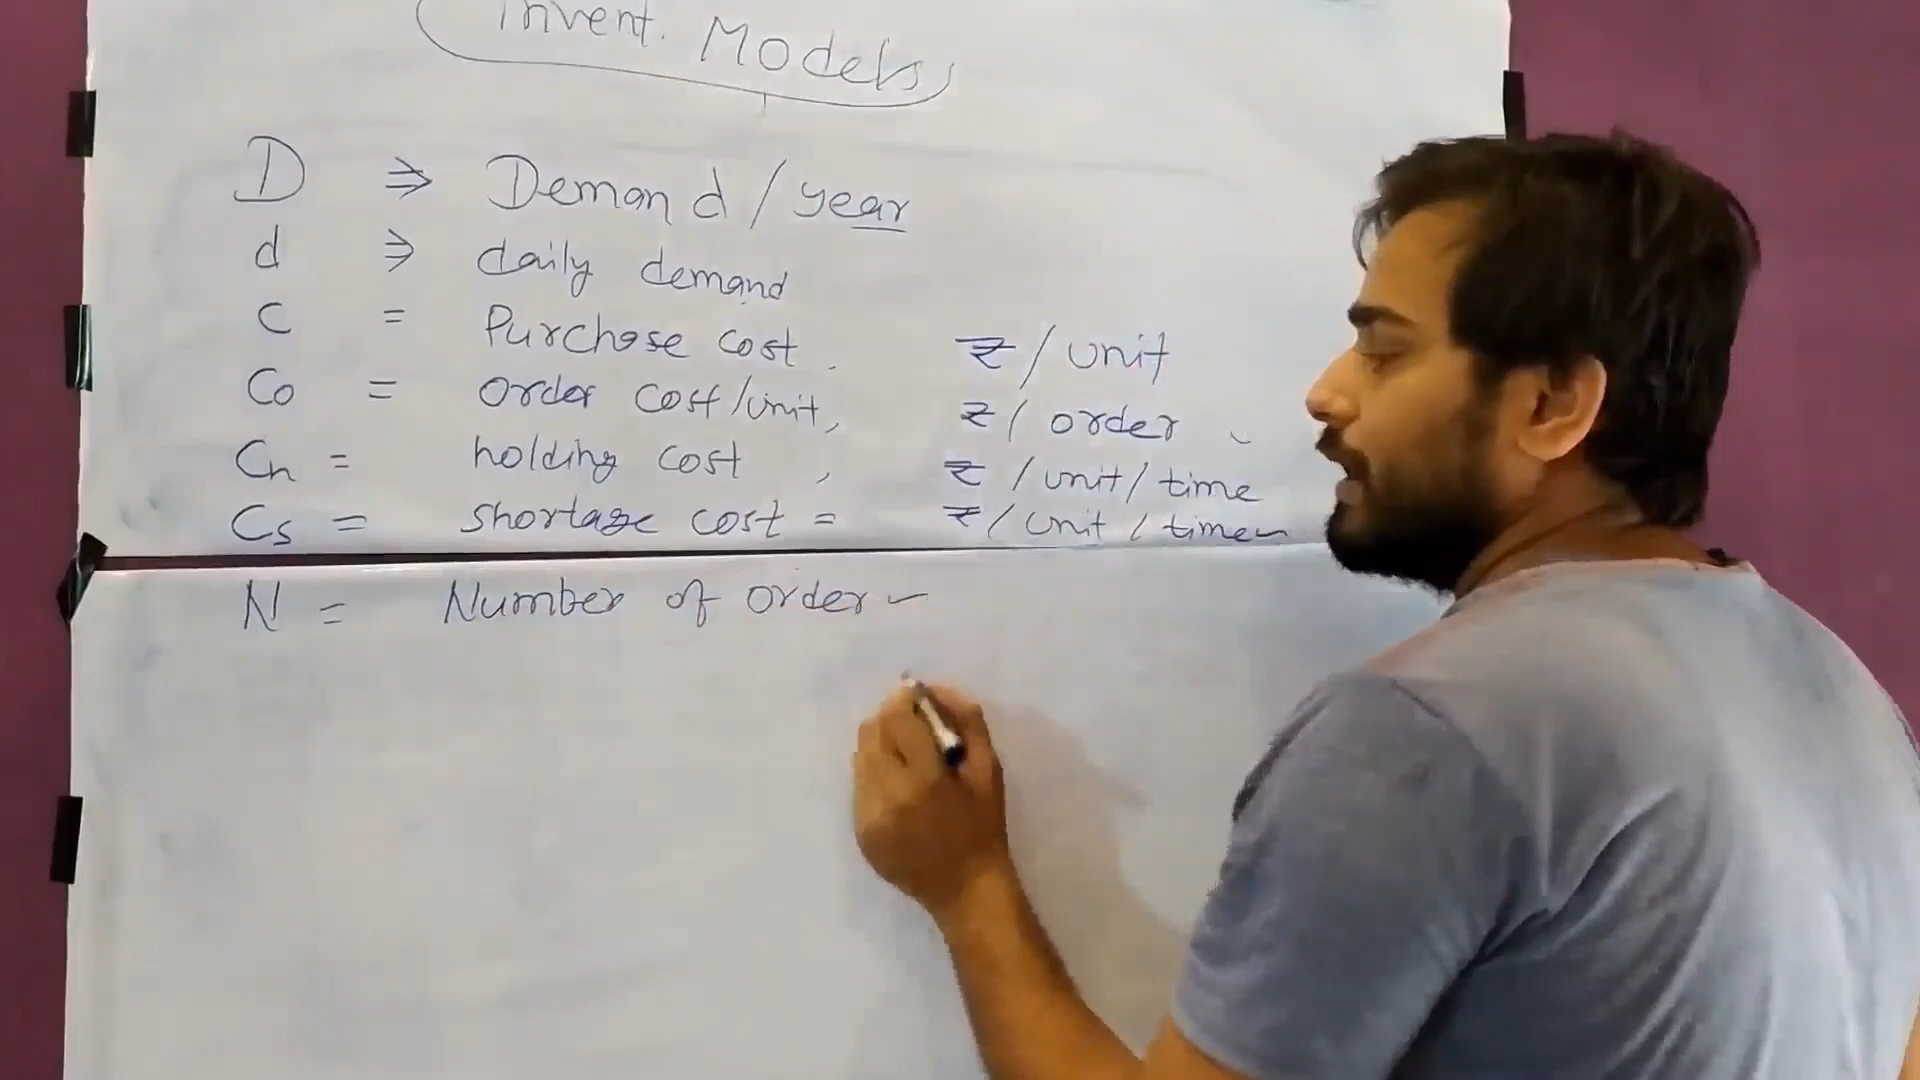 Invent. Models
D ⇒ Demand / year
d ⇒ daily demand
C = Purchase cost. ₹ / unit
Co = order cost/unit, ₹ / order
Ch = holding cost, ₹ / unit / time
Cs = shortage cost = ₹ / unit / time
N = Number of order